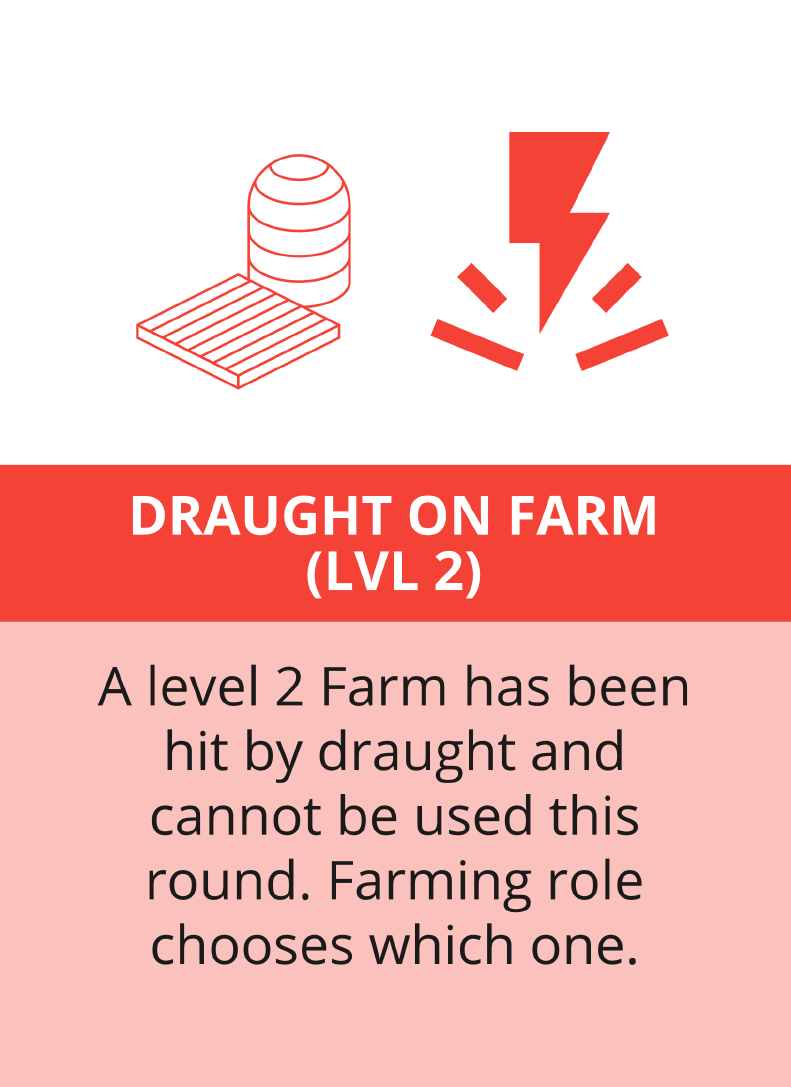 DRAUGHT ON FARM
(LVL 2)
A level 2 Farm has been
hit by draught and
cannot be used this
round. Farming role
chooses which one.